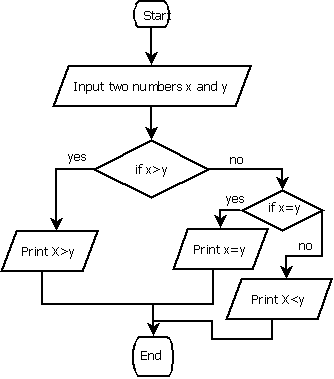 Start
Input two numbers x and y
if x>y
yes
no
if x=y
yes
no
Print X>y
Print x=y
Print X<y
End